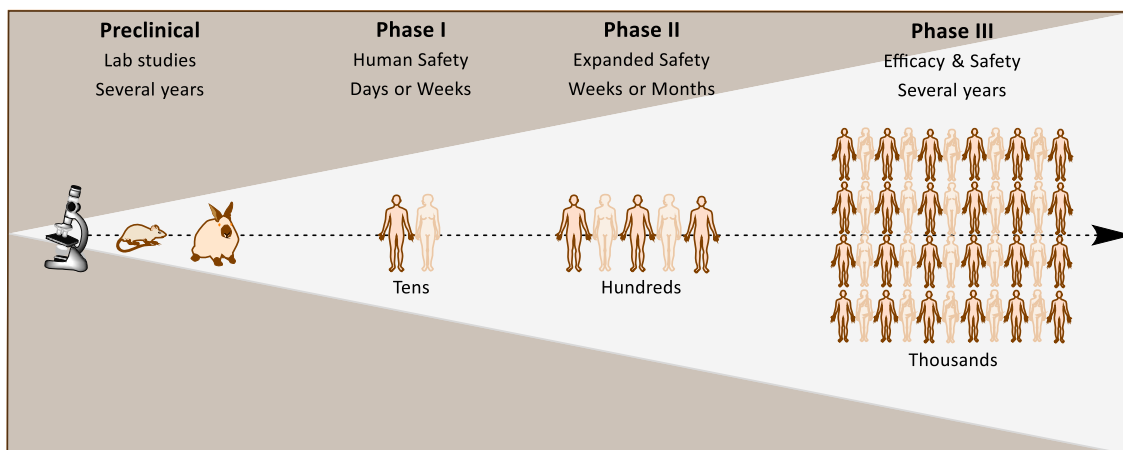 Preclinical
Lab studies
Several years
Phase I
Human Safety
Days or Weeks
Tens
Phase II
Expanded Safety
Weeks or Months
Hundreds
Phase III
Efficacy & Safety
Several years
Thousands